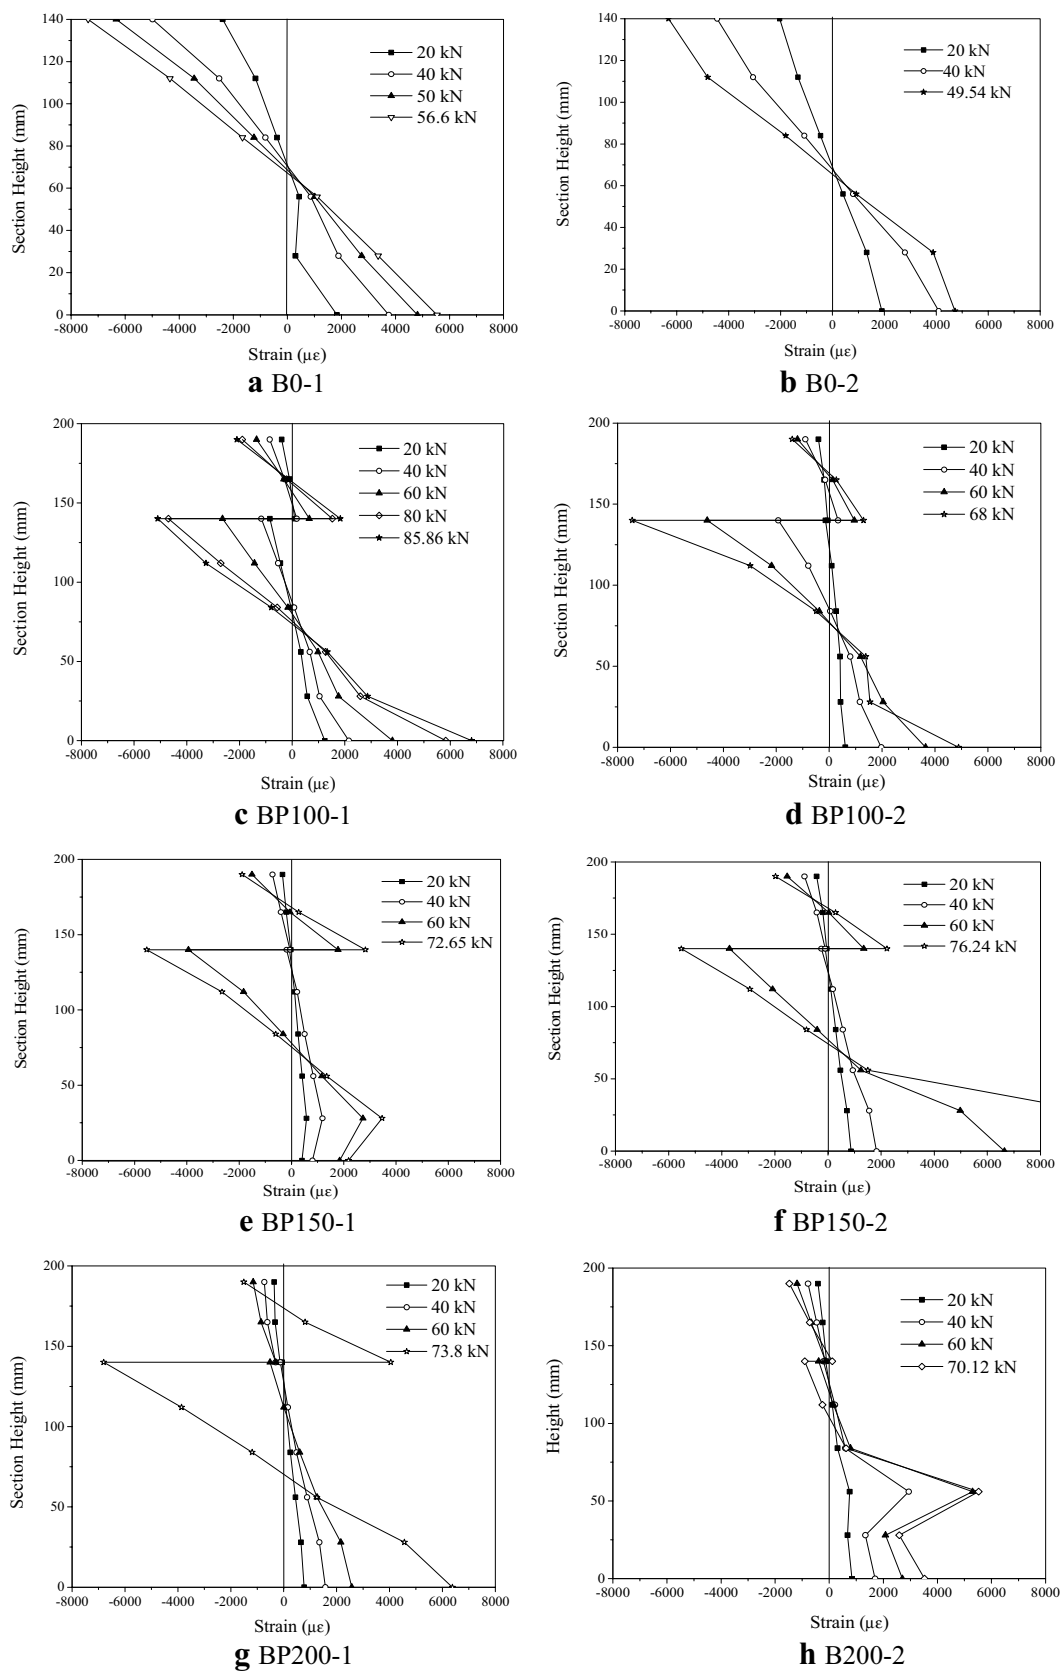 140
120
100
80
60
40
20
0
Section Height (mm)
20 kN
40 kN
50 kN
56.6 kN
-8000 -6000 -4000 -2000 0 2000 4000 6000 8000
Strain (με)
a B0-1
140
120
100
80
60
40
20
0
Section Height (mm)
20 kN
40 kN
49.54 kN
-8000 -6000 -4000 -2000 0 2000 4000 6000 8000
Strain (με)
b B0-2
200
150
100
50
0
Section Height (mm)
20 kN
40 kN
60 kN
80 kN
85.86 kN
-8000 -6000 -4000 -2000 0 2000 4000 6000 8000
Strain (με)
c BP100-1
200
150
100
50
0
Section Height (mm)
20 kN
40 kN
60 kN
68 kN
-8000 -6000 -4000 -2000 0 2000 4000 6000 8000
Strain (με)
d BP100-2
200
150
100
50
0
Section Height (mm)
20 kN
40 kN
60 kN
72.65 kN
-8000 -6000 -4000 -2000 0 2000 4000 6000 8000
Strain (με)
e BP150-1
200
150
100
50
0
Section Height (mm)
20 kN
40 kN
60 kN
76.24 kN
-8000 -6000 -4000 -2000 0 2000 4000 6000 8000
Strain (με)
f BP150-2
200
150
100
50
0
Section Height (mm)
20 kN
40 kN
60 kN
73.8 kN
-8000 -6000 -4000 -2000 0 2000 4000 6000 8000
Strain (με)
g BP200-1
200
150
100
50
0
Height (mm)
20 kN
40 kN
60 kN
70.12 kN
-8000 -6000 -4000 -2000 0 2000 4000 6000 8000
Strain (με)
h B200-2